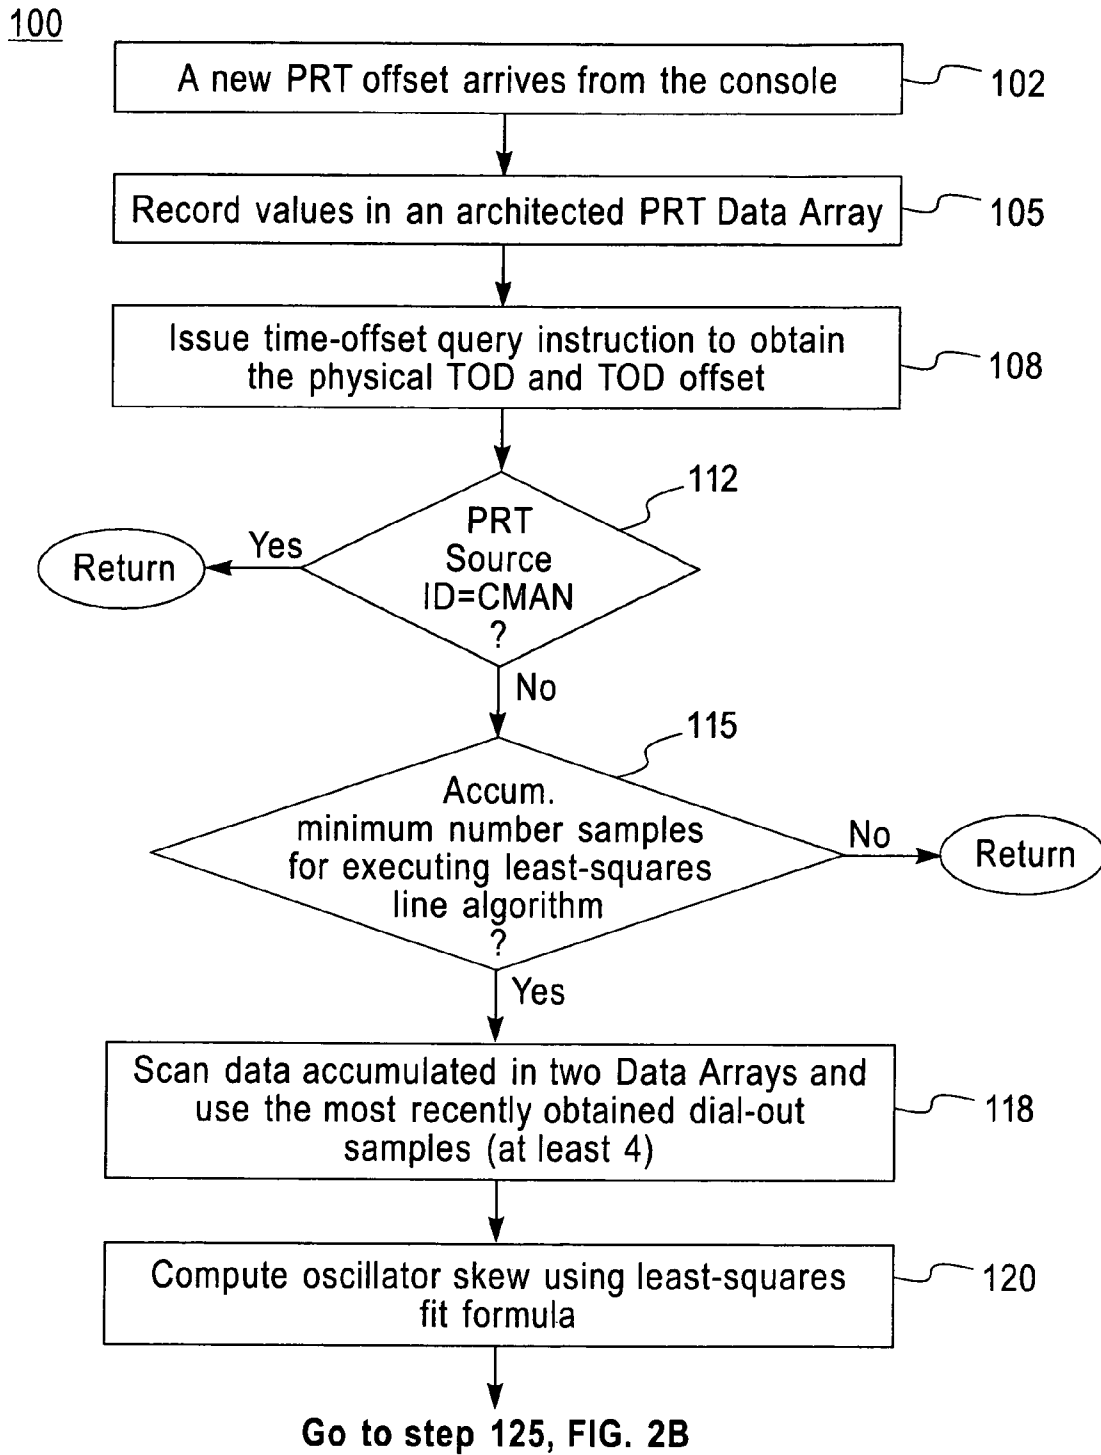 100
A new PRT offset arrives from the console
102
Record values in an architected PRT Data Array
105
Issue time-offset query instruction to obtain
the physical TOD and TOD offset
108
112
PRT
Source
ID=CMAN
?
Yes
Return
No
115
Accum.
minimum number samples
for executing least-squares
line algorithm
?
No
Return
Yes
Scan data accumulated in two Data Arrays and
use the most recently obtained dial-out
samples (at least 4)
118
Compute oscillator skew using least-squares
fit formula
120
Go to step 125, FIG. 2B